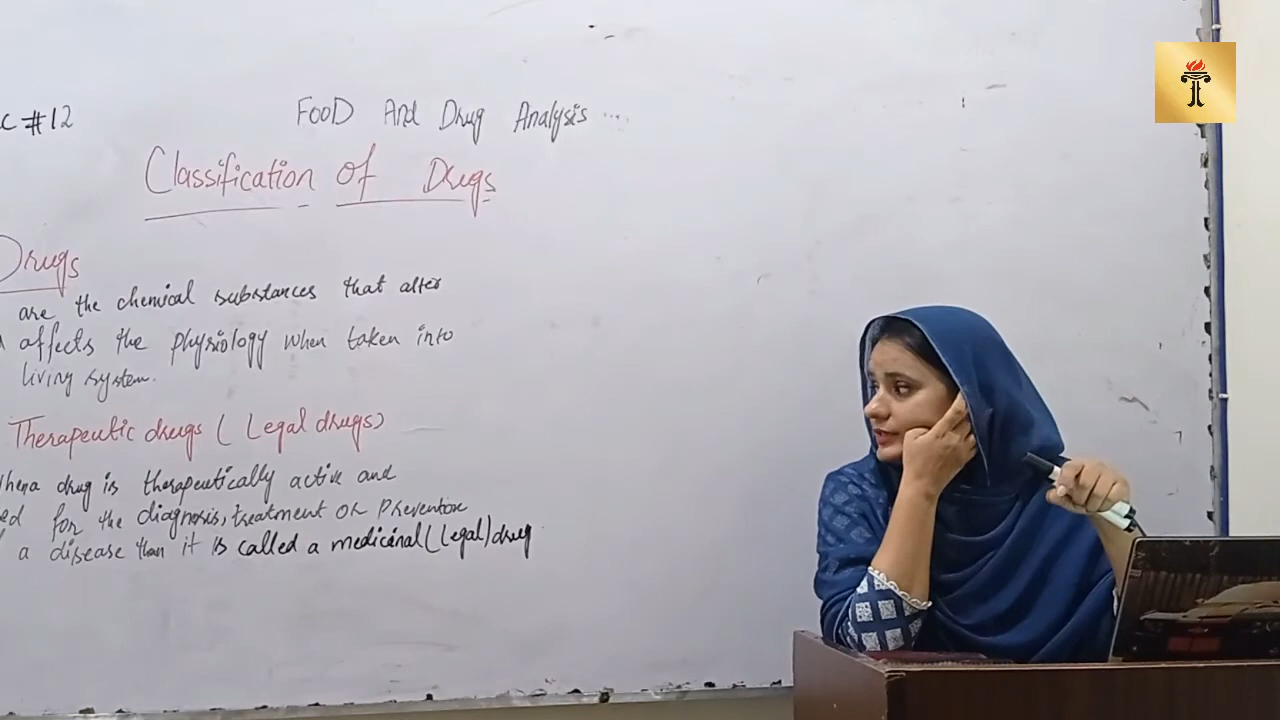 c #12
FooD And Drug Analysis ....
Classification of Drugs
Drugs
are the chemical substances that alter
affects the physiology when taken into
living system.
Therapeutic drugs ( Legal drugs)
When a drug is therapeutically active and
ed for the diagnosis, treatment or prevention
a disease than it is called a medicinal (Legal) drug